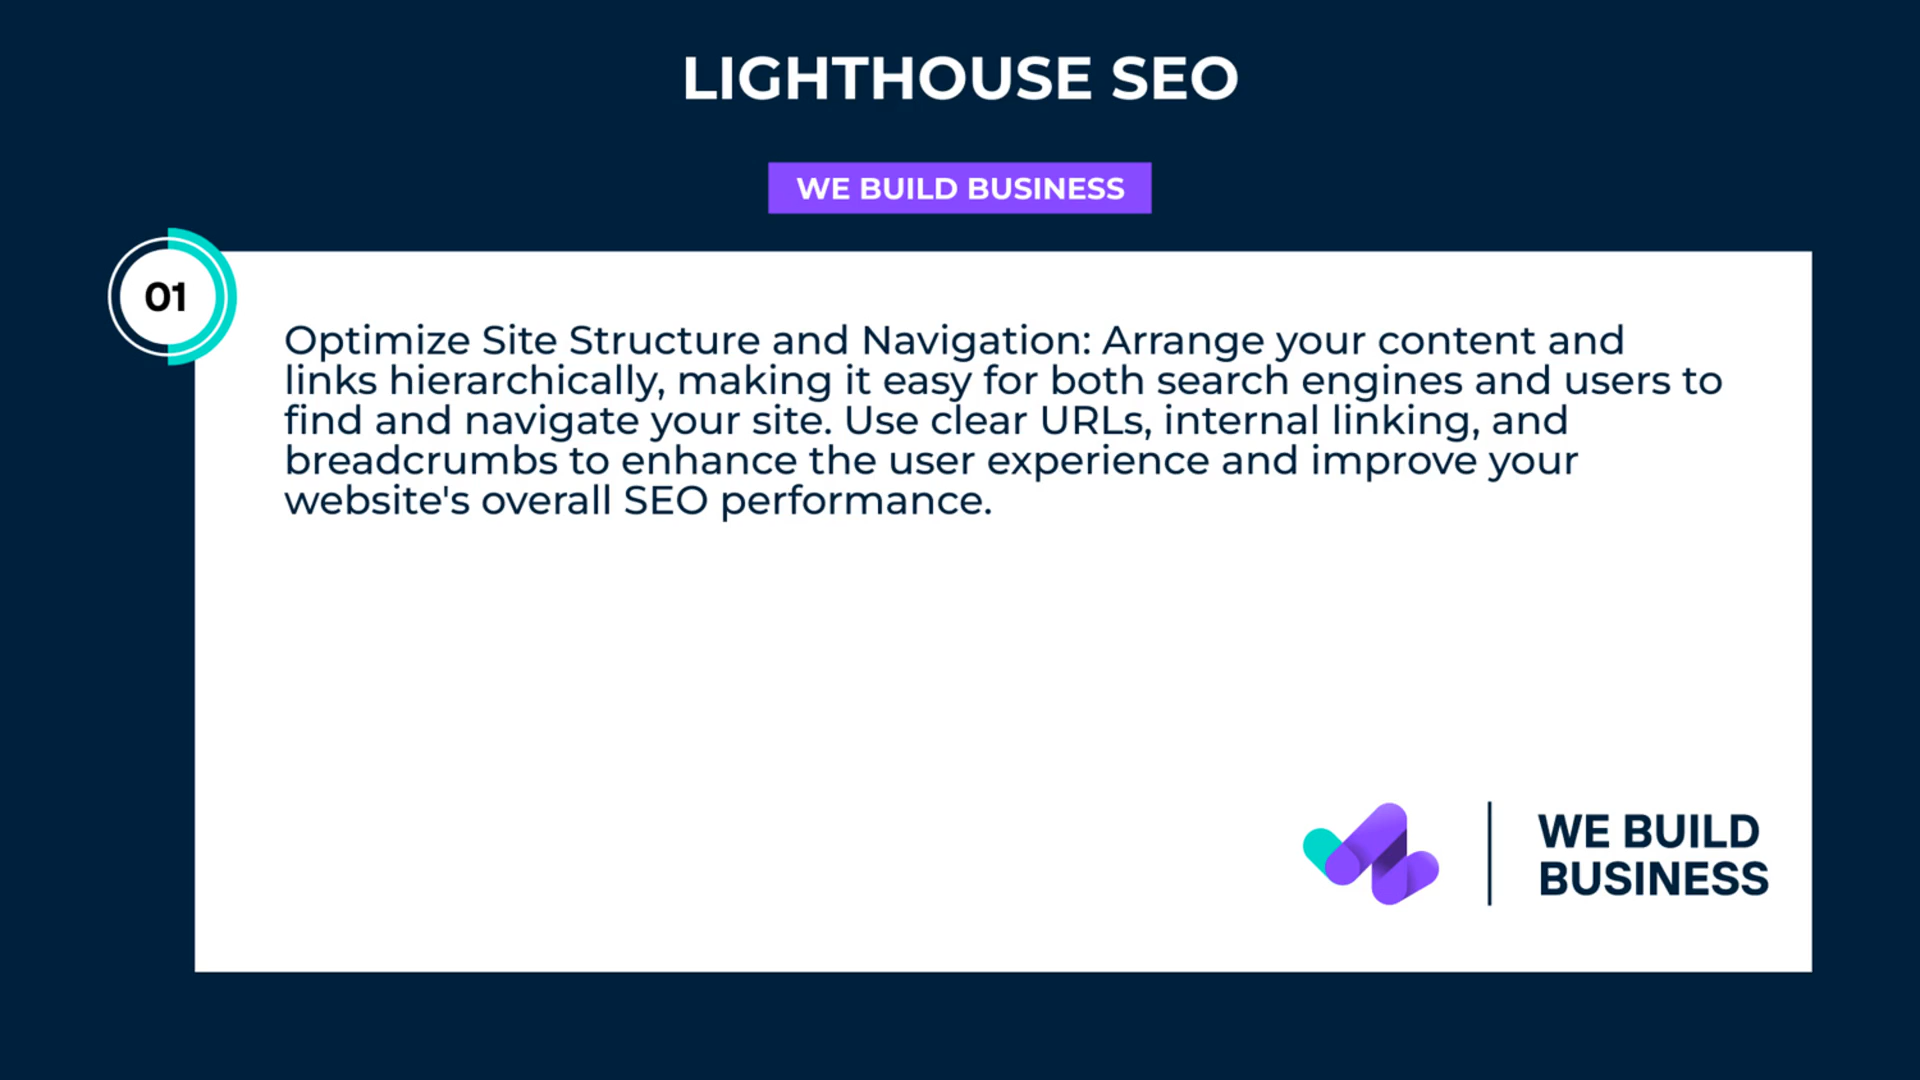 LIGHTHOUSE SEO
WE BUILD BUSINESS
01
Optimize Site Structure and Navigation: Arrange your content and
links hierarchically, making it easy for both search engines and users to
find and navigate your site. Use clear URLs, internal linking, and
breadcrumbs to enhance the user experience and improve your
website's overall SEO performance.
WE BUILD
BUSINESS